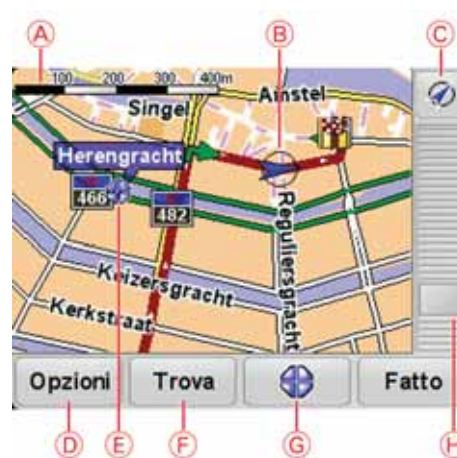 A
B
C
100 200 300 400m
Singel
Amstel
Herengracht
466
482
Reguliersgracht
Keizersgracht
Kerkstraat
Opzioni
Trova
Fatto
D
E
F
G
H